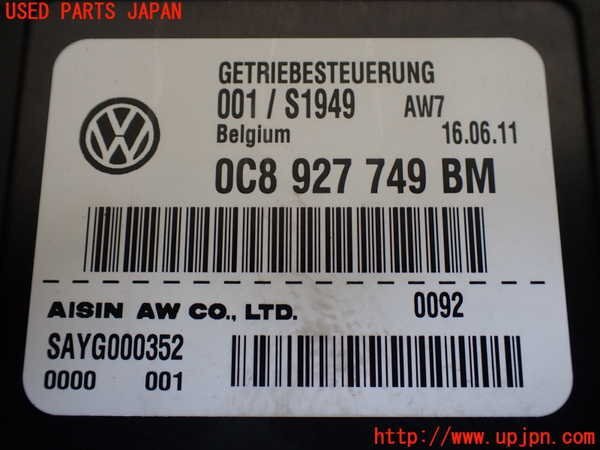 USED PARTS JAPAN
GETRIEBESTEUERUNG
001 / S1949 AW7
Belgium 16.06.11
0C8 927 749 BM
AISIN AW CO., LTD. 0092
SAYG000352
0000 001
http://www.upjpn.com/